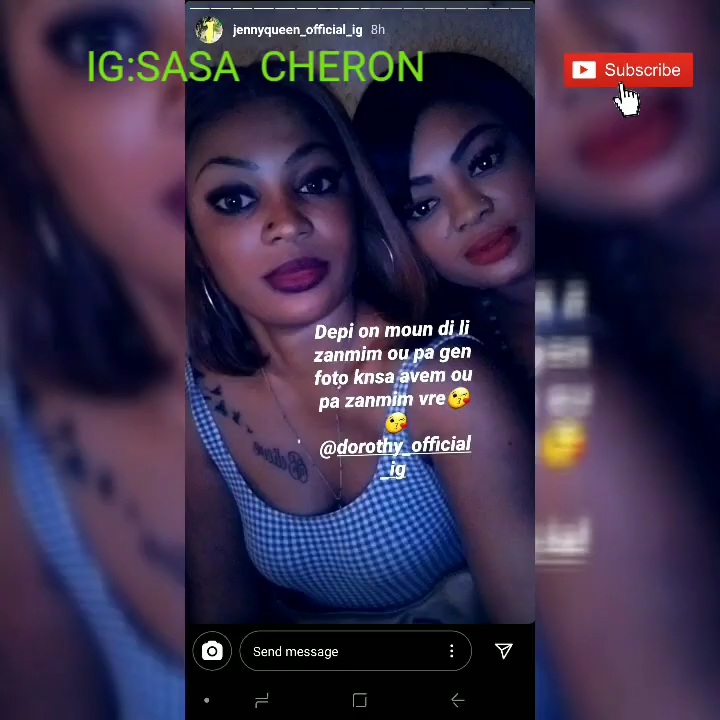 jennyqueen_official_ig 8h
IG:SASA CHERON
Subscribe
Depi on moun di li
zanmim ou pa gen
foto knsa avem ou
pa zanmim vre😘
😘
@dorothy_official
_ig
Send message